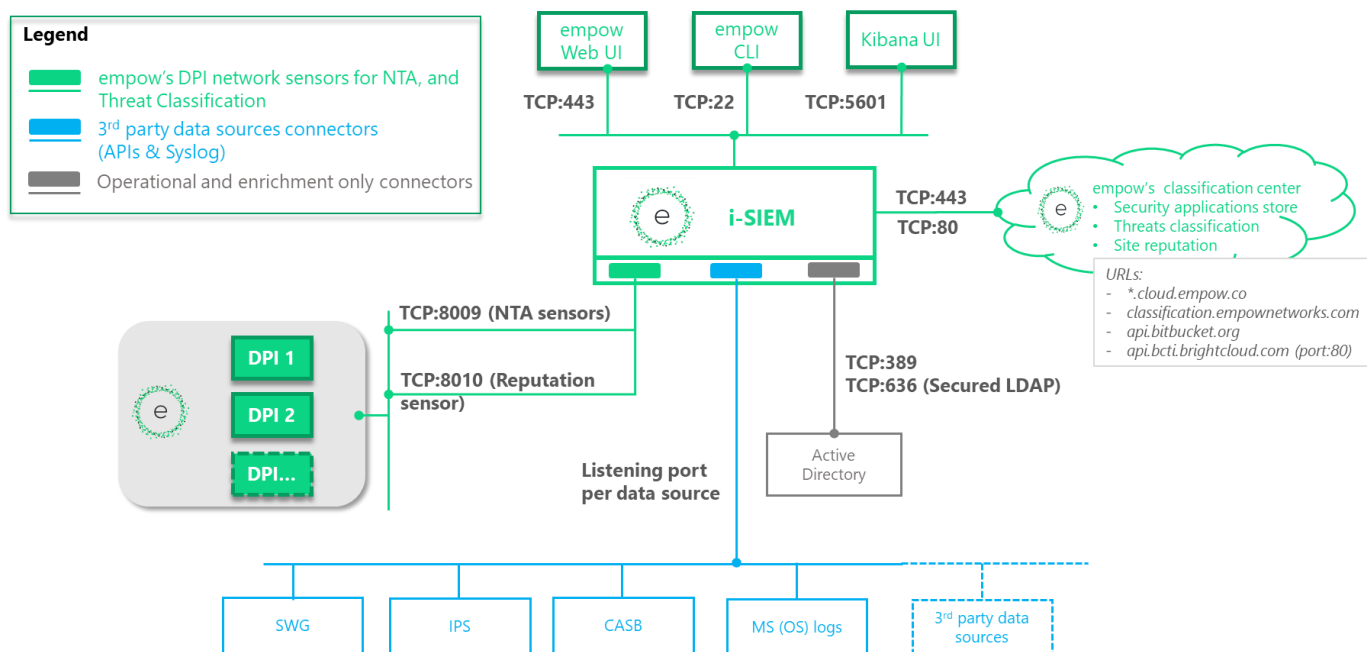 Legend
empow's DPI network sensors for NTA, and
Threat Classification
3rd party data sources connectors
(APIs & Syslog)
Operational and enrichment only connectors
empow
Web UI
empow
CLI
Kibana UI
TCP:443
TCP:22
TCP:5601
e
i-SIEM
TCP:443
TCP:80
e
empow's classification center
• Security applications store
• Threats classification
• Site reputation
URLs:
- *.cloud.empow.co
- classification.empownetworks.com
- api.bitbucket.org
- api.bcti.brightcloud.com (port:80)
TCP:8009 (NTA sensors)
TCP:8010 (Reputation
sensor)
e
DPI 1
DPI 2
DPI...
TCP:389
TCP:636 (Secured LDAP)
Active
Directory
Listening port
per data source
SWG
IPS
CASB
MS (OS) logs
3rd party data
sources